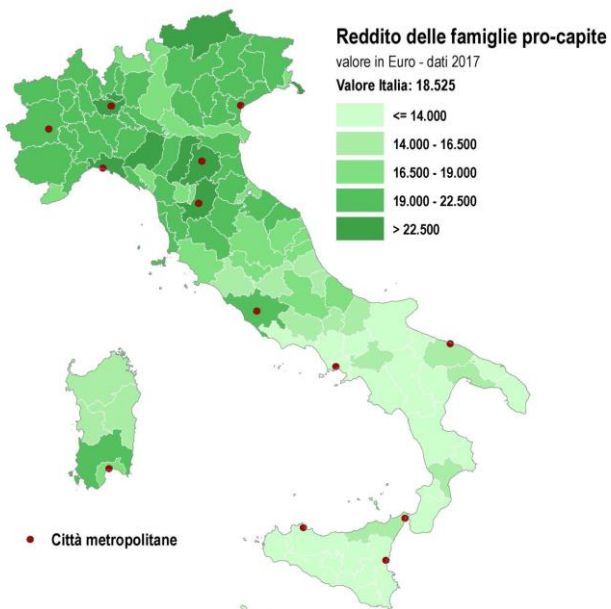 Reddito delle famiglie pro-capite
valore in Euro - dati 2017
Valore Italia: 18.525
<= 14.000
14.000 - 16.500
16.500 - 19.000
19.000 - 22.500
> 22.500
Città metropolitane